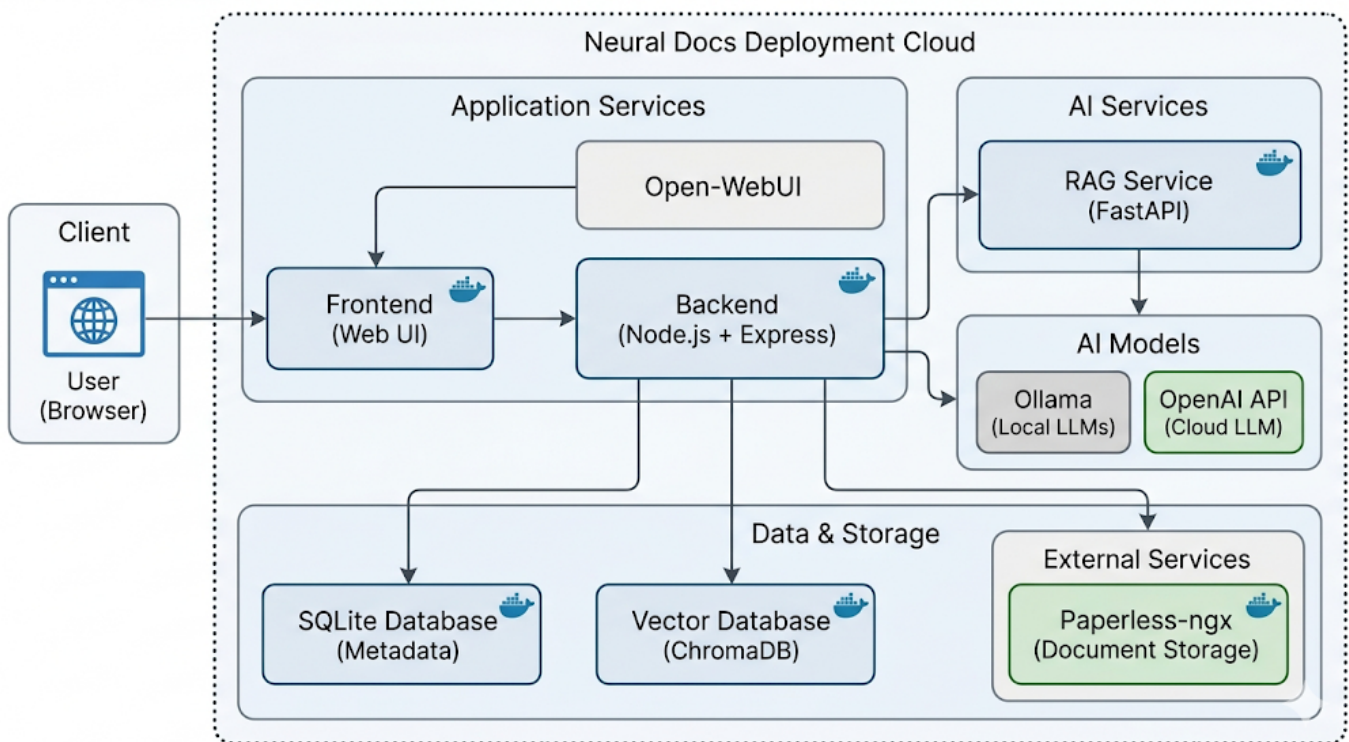 Neural Docs Deployment Cloud
Client
User
(Browser)
Application Services
Open-WebUI
Frontend
(Web UI)
Backend
(Node.js + Express)
AI Services
RAG Service
(FastAPI)
AI Models
Ollama
(Local LLMs)
OpenAI API
(Cloud LLM)
Data & Storage
SQLite Database
(Metadata)
Vector Database
(ChromaDB)
External Services
Paperless-ngx
(Document Storage)